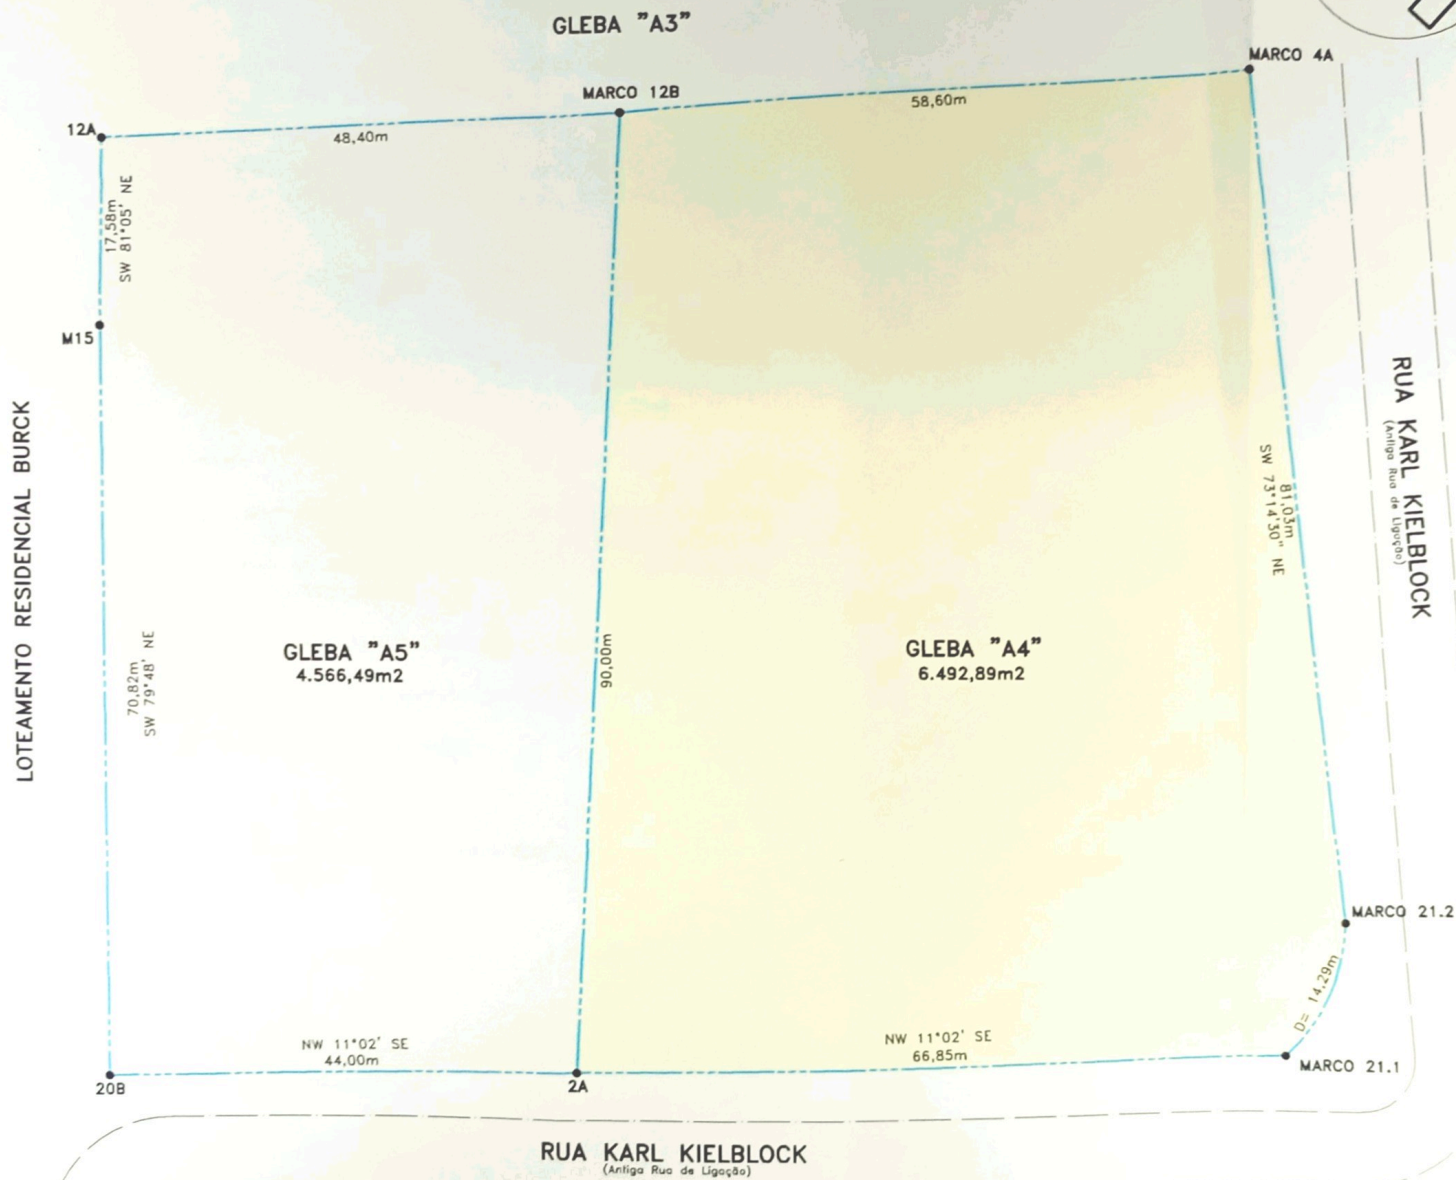 GLEBA "A3"
MARCO 4A
MARCO 12B
58,60m
12A
48,40m
17,58m
SW 81°05' NE
M15
LOTEAMENTO RESIDENCIAL BURCK
RUA KARL KIELBLOCK
(Antiga Rua de Ligação)
81,03m
SW 73°14'30" NE
GLEBA "A5"
4.566,49m2
90,00m
GLEBA "A4"
6.492,89m2
70,82m
SW 79°48' NE
MARCO 21.2
D= 14,29m
NW 11°02' SE
44,00m
NW 11°02' SE
66,85m
MARCO 21.1
20B
2A
RUA KARL KIELBLOCK
(Antiga Rua de Ligação)